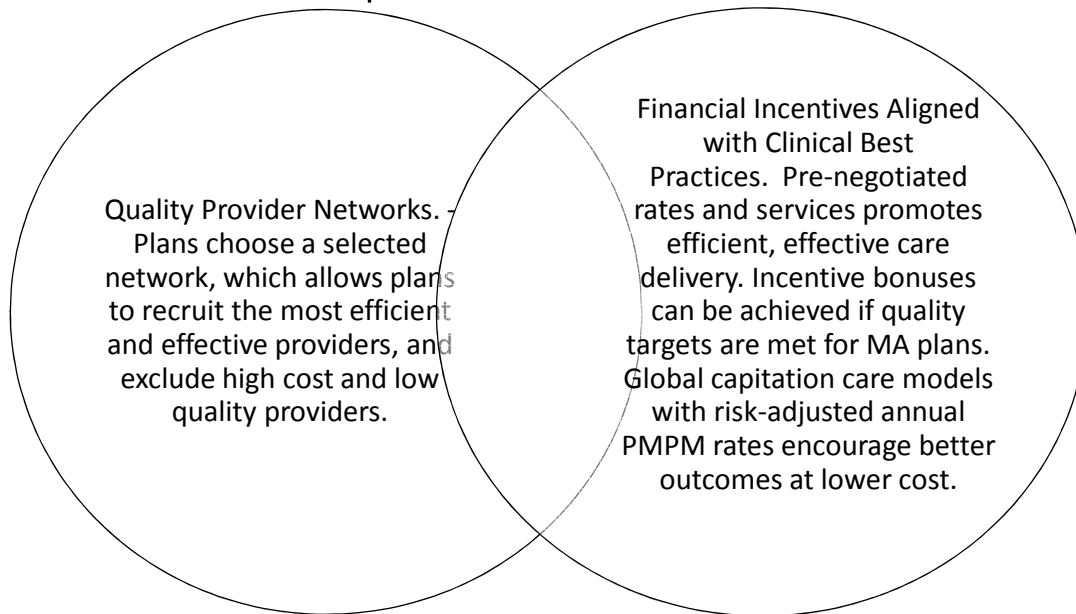 Quality Provider Networks. -
Plans choose a selected
network, which allows plans
to recruit the most efficient
and effective providers, and
exclude high cost and low
quality providers.
Financial Incentives Aligned
with Clinical Best
Practices.  Pre-negotiated
rates and services promotes
efficient, effective care
delivery. Incentive bonuses
can be achieved if quality
targets are met for MA plans.
Global capitation care models
with risk-adjusted annual
PMPM rates encourage better
outcomes at lower cost.